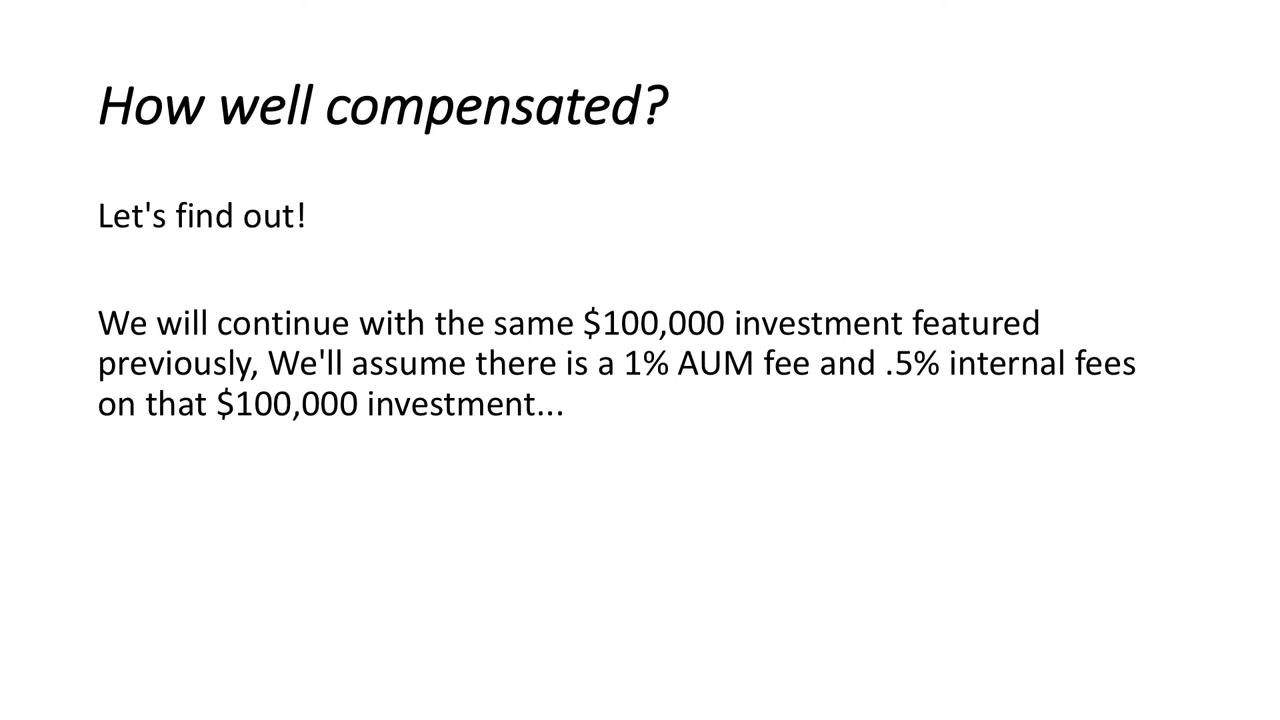 How well compensated?
Let's find out!
We will continue with the same $100,000 investment featured
previously, We'll assume there is a 1% AUM fee and .5% internal fees
on that $100,000 investment...